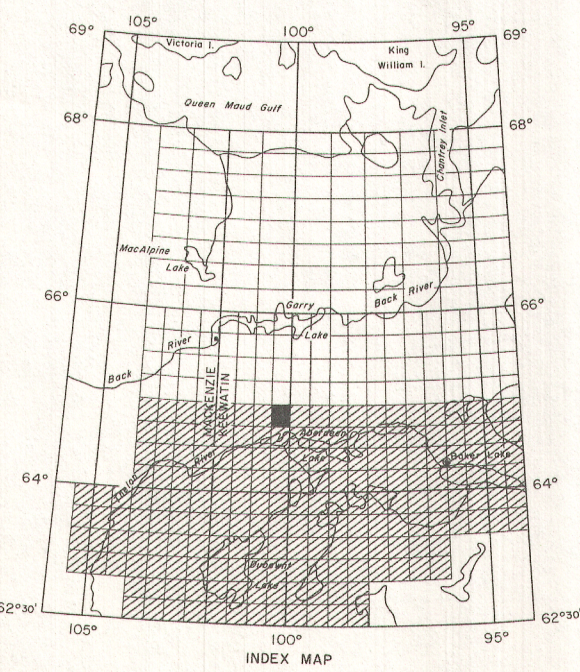 105°
100°
95°
69°
69°
Victoria I.
King
William I.
Queen Maud Gulf
68°
68°
Chantrey Inlet
MacAlpine
Lake
66°
66°
Garry
Lake
Back River
Back River
MACKENZIE
KEEWATIN
Aberdeen
Lake
Baker Lake
Thelon River
64°
64°
Dubawnt
Lake
62°30'
62°30'
105°
100°
95°
INDEX MAP